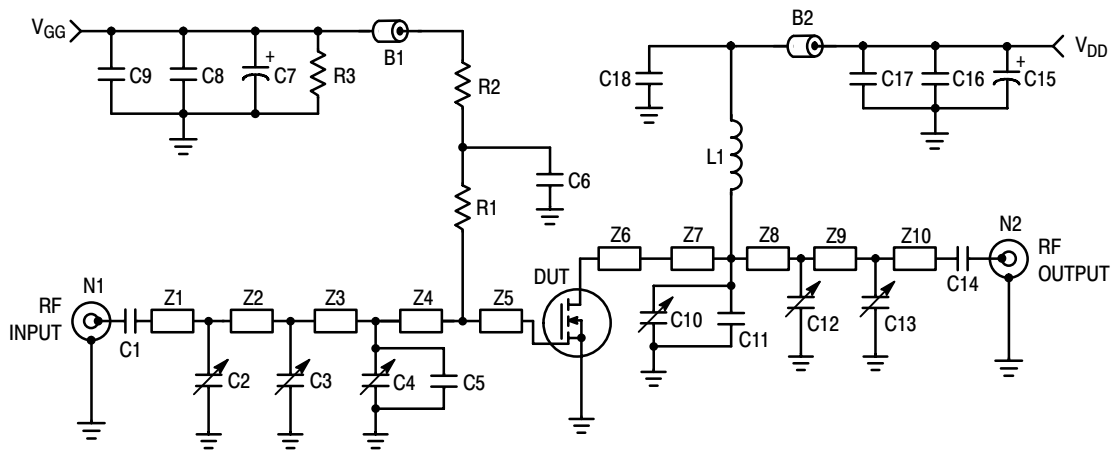 VGG
B1
B2
VDD
C9
C8
+
C7
R3
R2
C18
C17
C16
+
C15
L1
C6
R1
N1
RF
INPUT
C1
Z1
Z2
Z3
Z4
Z5
DUT
Z6
Z7
Z8
Z9
Z10
N2
RF
OUTPUT
C14
C2
C3
C4
C5
C10
C11
C12
C13